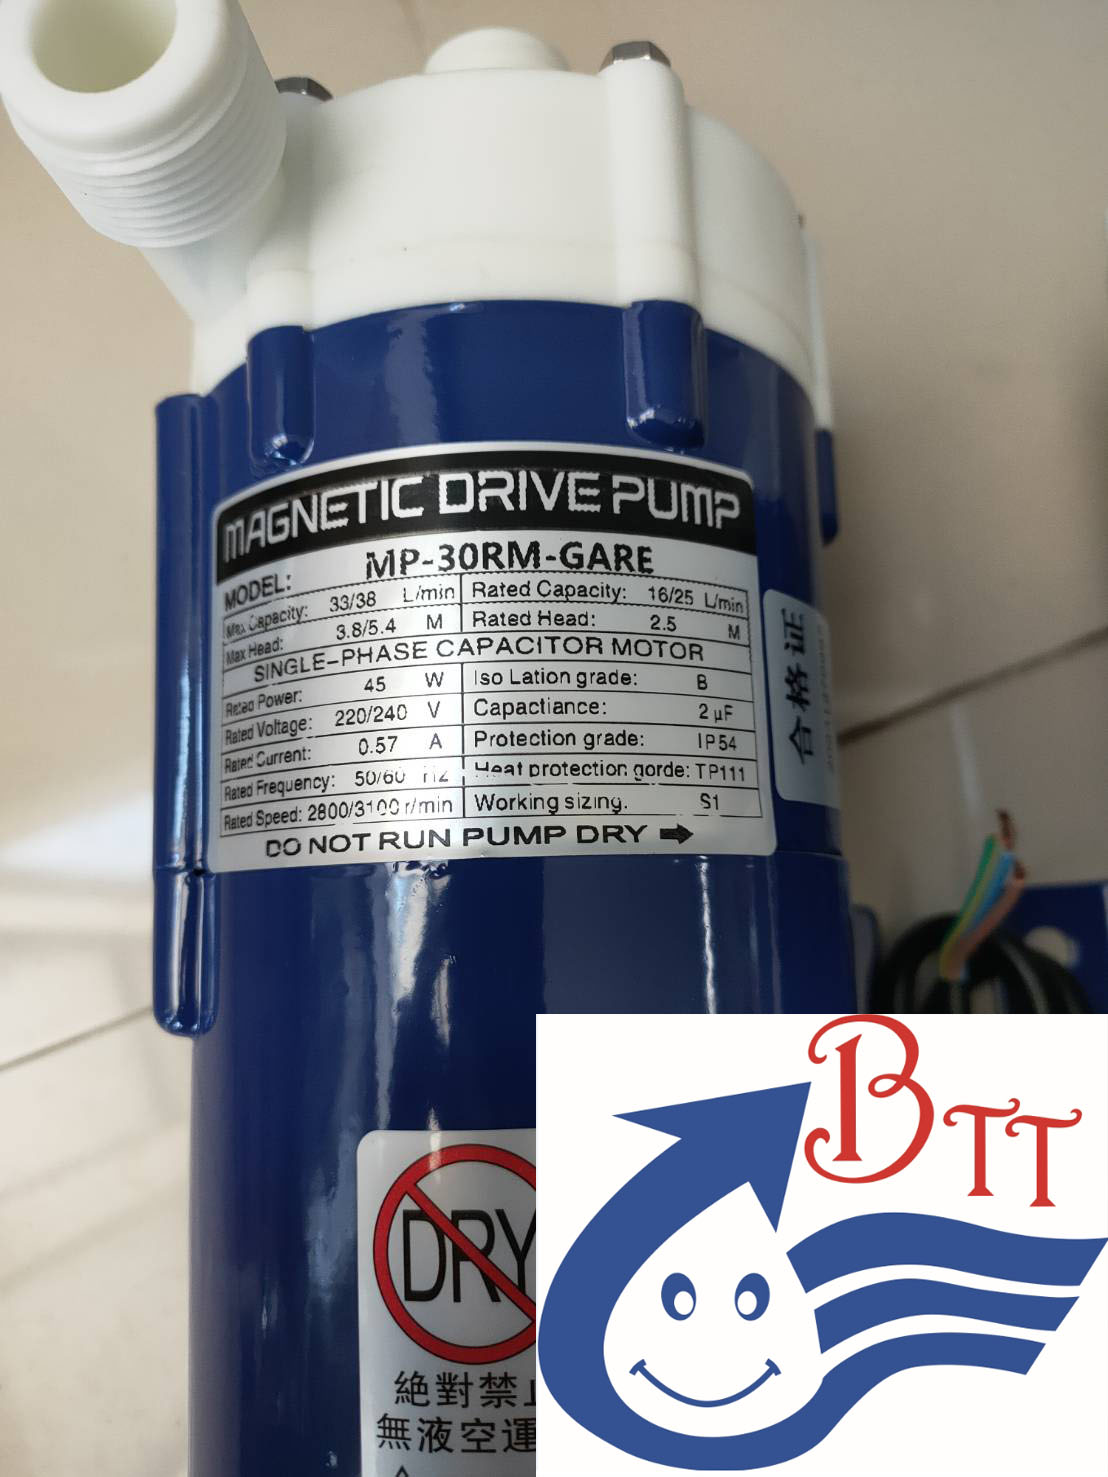 MAGNETIC DRIVE PUMP
MODEL: MP-30RM-GARE
Max Capacity: 33/38 L/min Rated Capacity: 16/25 L/min
Max Head: 3.8/5.4 M Rated Head: 2.5 M
SINGLE-PHASE CAPACITOR MOTOR
Rated Power: 45 W Iso Lation grade: B
Rated Voltage: 220/240 V Capactiance: 2 µF
Rated Current: 0.57 A Protection grade: IP54
Rated Frequency: 50/60 HZ Heat protection gorde: TP111
Rated Speed: 2800/3100 r/min Working sizing. S1
DO NOT RUN PUMP DRY
合格证
DRY
絶對禁止
無液空運
BTT